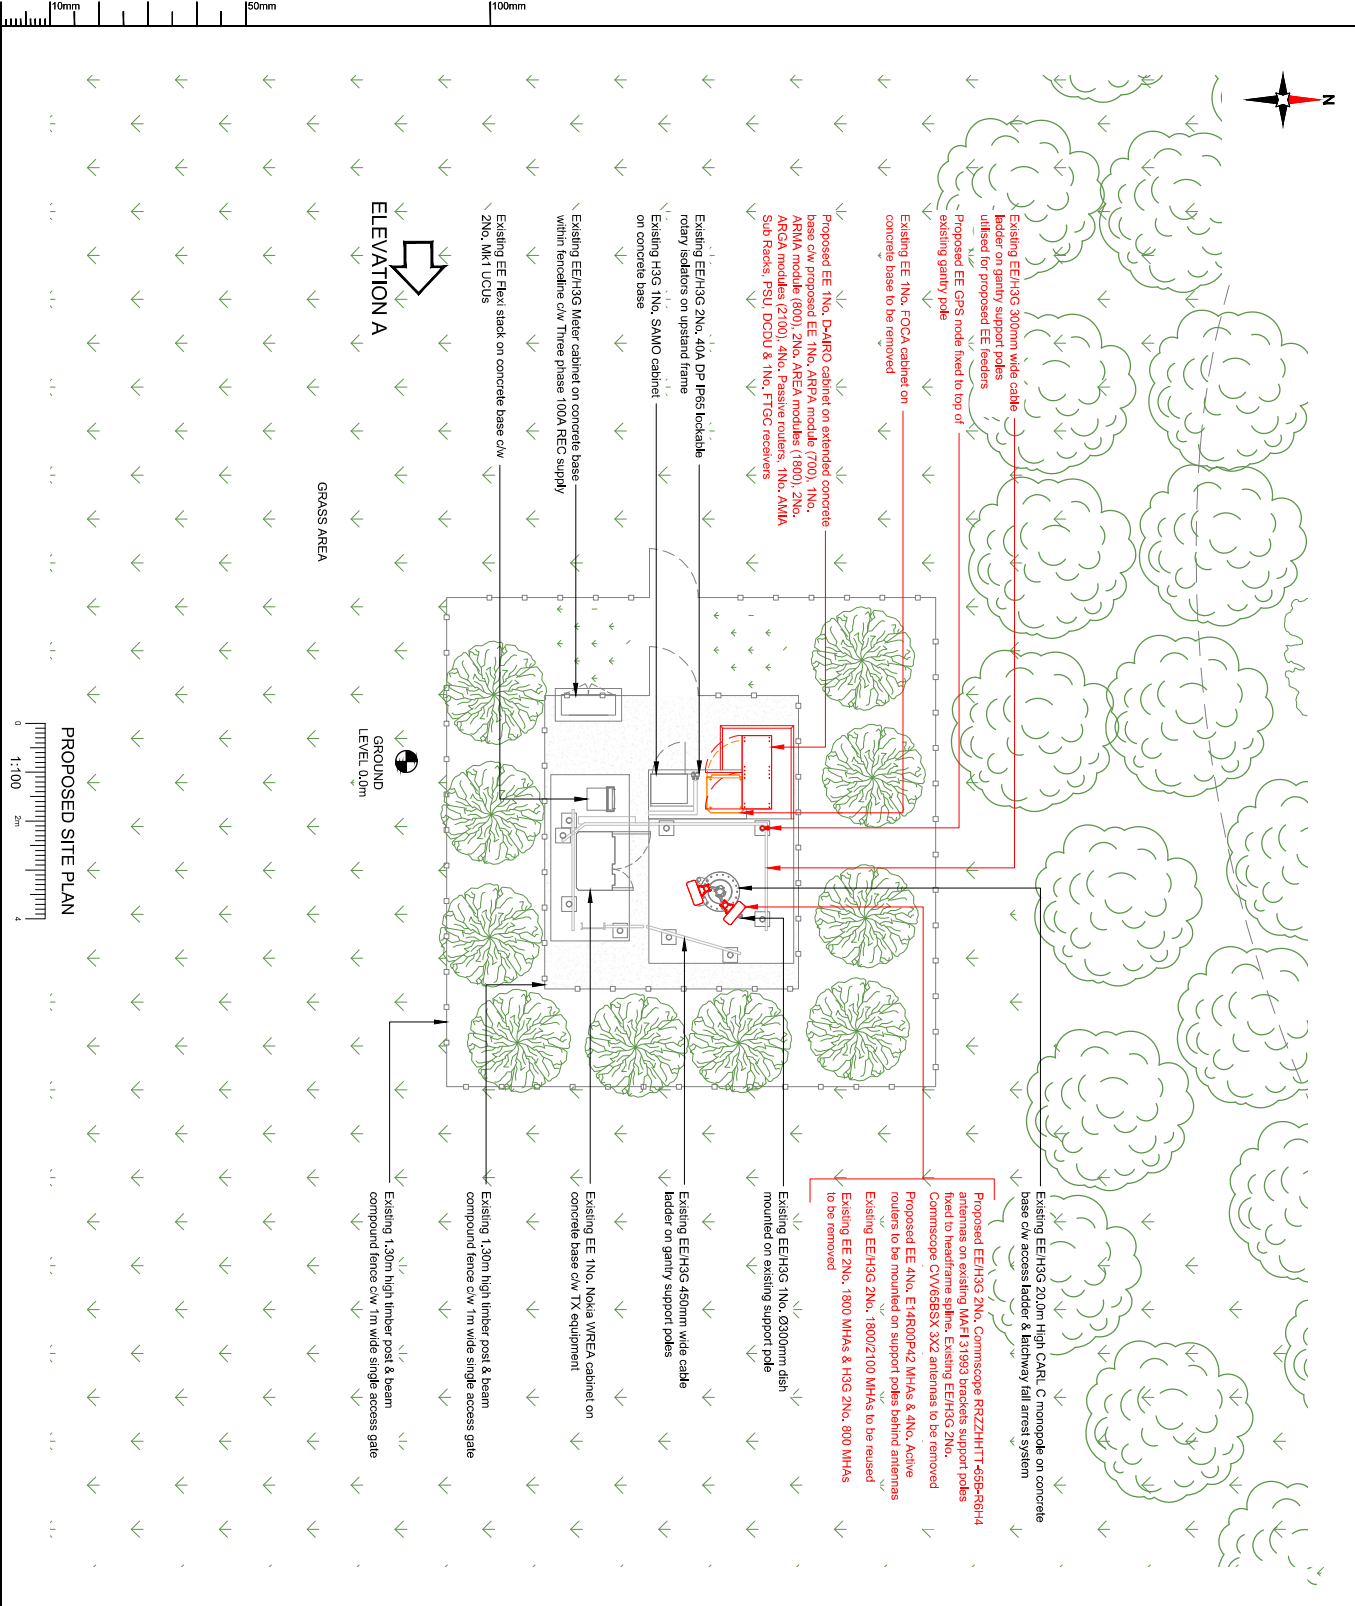 10mm
50mm
100mm
N
Existing EE/H3G 300mm wide cable
ladder on gantry support poles
utilised for proposed EE feeders
Proposed EE GPS node fixed to top of
existing gantry pole
Existing EE 1No. FOCA cabinet on
concrete base to be removed
Proposed EE 1No. D-AIRO cabinet on extended concrete
base c/w proposed EE 1No. ARPA module (700), 1No.
ARMA module (800), 2No. AREA modules (1800), 2No.
ARGA modules (2100), 4No. Passive routers, 1No. AMIA
Sub Racks, PSU, DCDU & 1No. FTGC receivers
Existing EE/H3G 2No. 40A DP IP65 lockable
rotary isolators on upstand frame
Existing H3G 1No. SAMO cabinet
on concrete base
Existing EE/H3G Meter cabinet on concrete base
within fenceline c/w Three phase 100A REC supply
Existing EE Flexi stack on concrete base c/w
2No. Mk1 UCUs
ELEVATION A
GRASS AREA
GROUND
LEVEL 0.0m
Existing EE/H3G 20.0m High CARL C monopole on concrete
base c/w access ladder & latchway fall arrest system
Proposed EE/H3G 2No. Commscope RRZZHHTT-65B-R6H4
antennas on existing MAFI 31993 brackets support poles
fixed to headframe spline. Existing EE/H3G 2No.
Commscope CVV65BSX 3X2 antennas to be removed
Proposed EE 4No. E14R00P42 MHAs & 4No. Active
routers to be mounted on support poles behind antennas
Existing EE/H3G 2No. 1800/2100 MHAs to be reused
Existing EE 2No. 1800 MHAs & H3G 2No. 800 MHAs
to be removed
Existing EE/H3G 1No. Ø300mm dish
mounted on existing support pole
Existing EE/H3G 450mm wide cable
ladder on gantry support poles
Existing EE 1No. Nokia WREA cabinet on
concrete base c/w TX equipment
Existing 1.30m high timber post & beam
compound fence c/w 1m wide single access gate
Existing 1.30m high timber post & beam
compound fence c/w 1m wide single access gate
PROPOSED SITE PLAN
0
2m
4
1:100